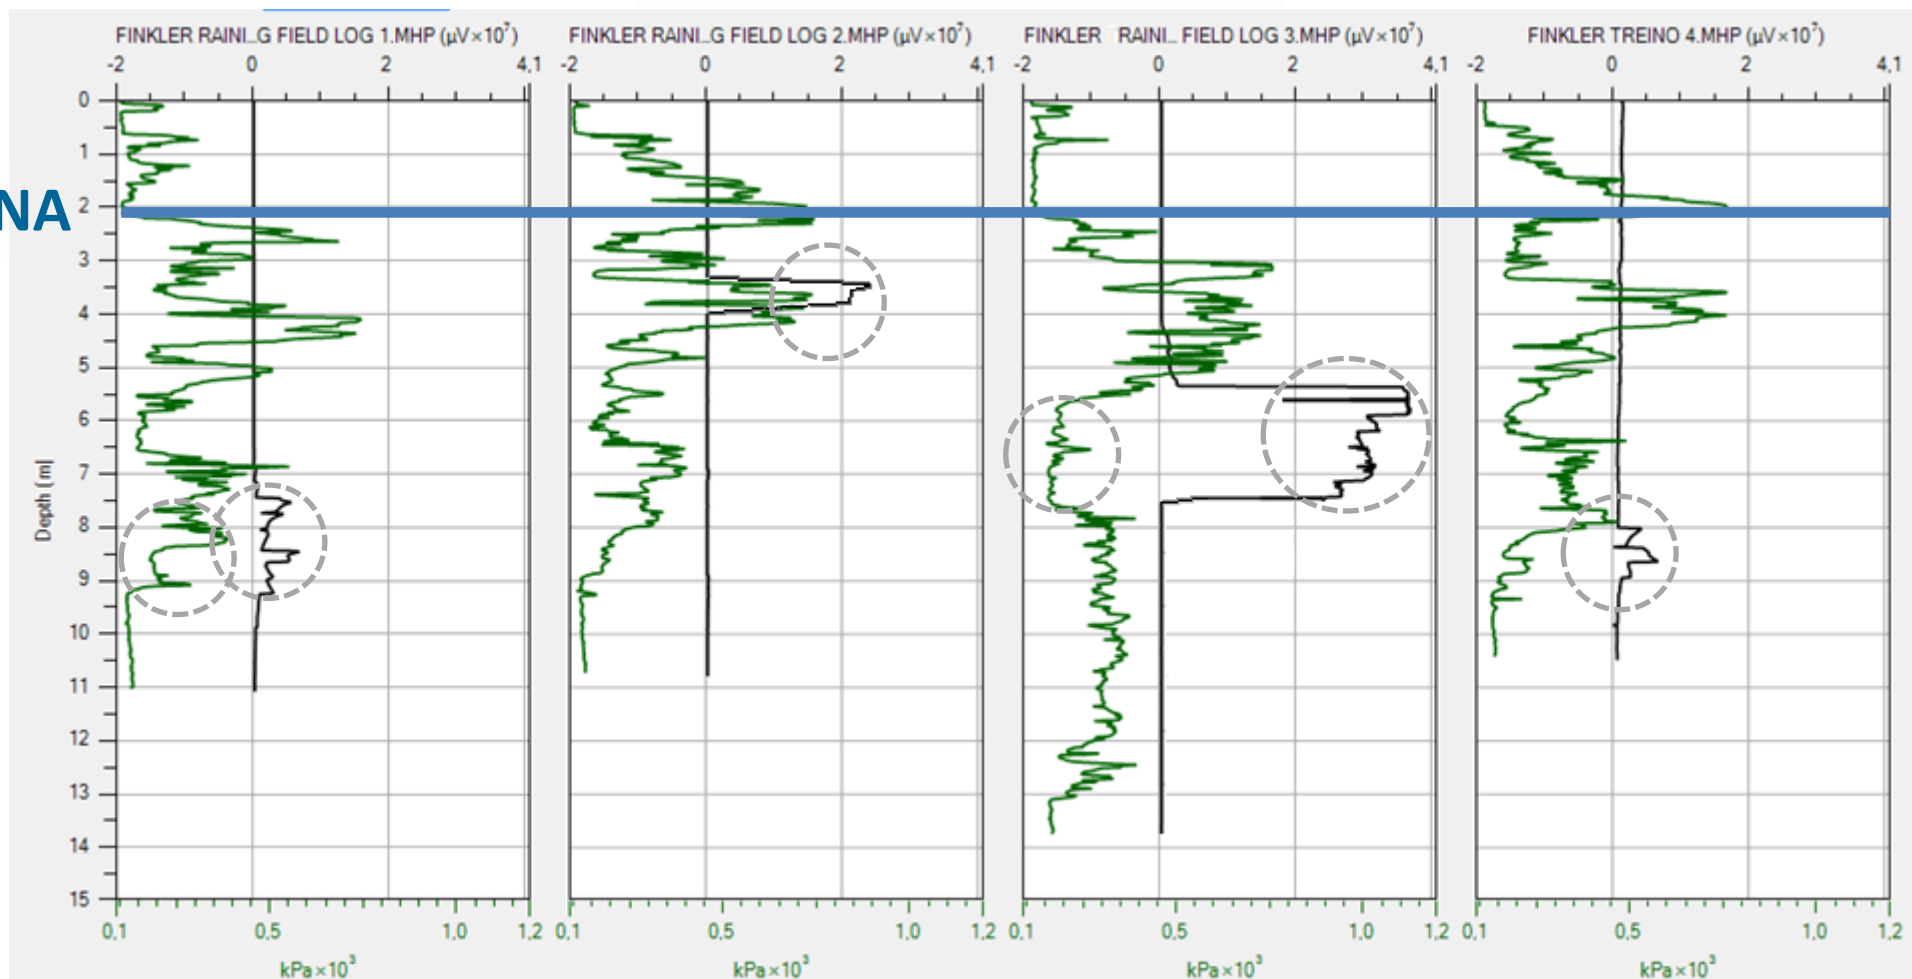 FINKLER RAINI...G FIELD LOG 1.MHP (µV×10⁷)
FINKLER RAINI...G FIELD LOG 2.MHP (µV×10⁷)
FINKLER RAINI... FIELD LOG 3.MHP (µV×10⁷)
FINKLER TREINO 4.MHP (µV×10⁷)
-2 0 2 4,1
-2 0 2 4,1
-2 0 2 4,1
-2 0 2 4,1
0
1
2
NA
3
4
5
6
7
8
9
10
11
12
13
14
15
Depth ( m|
0,1 0,5 1,0 1,2
0,1 0,5 1,0 1,2
0,1 0,5 1,0 1,2
0,1 0,5 1,0 1,2
kPa×10³
kPa×10³
kPa×10³
kPa×10³